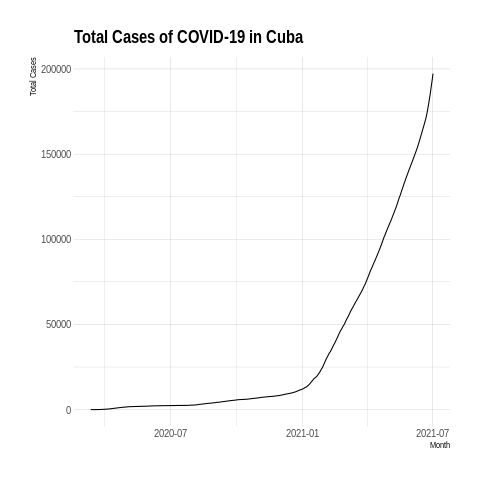 Total Cases of COVID-19 in Cuba
Total Cases
200000
150000
100000
50000
0
2020-07 2021-01 2021-07
Month